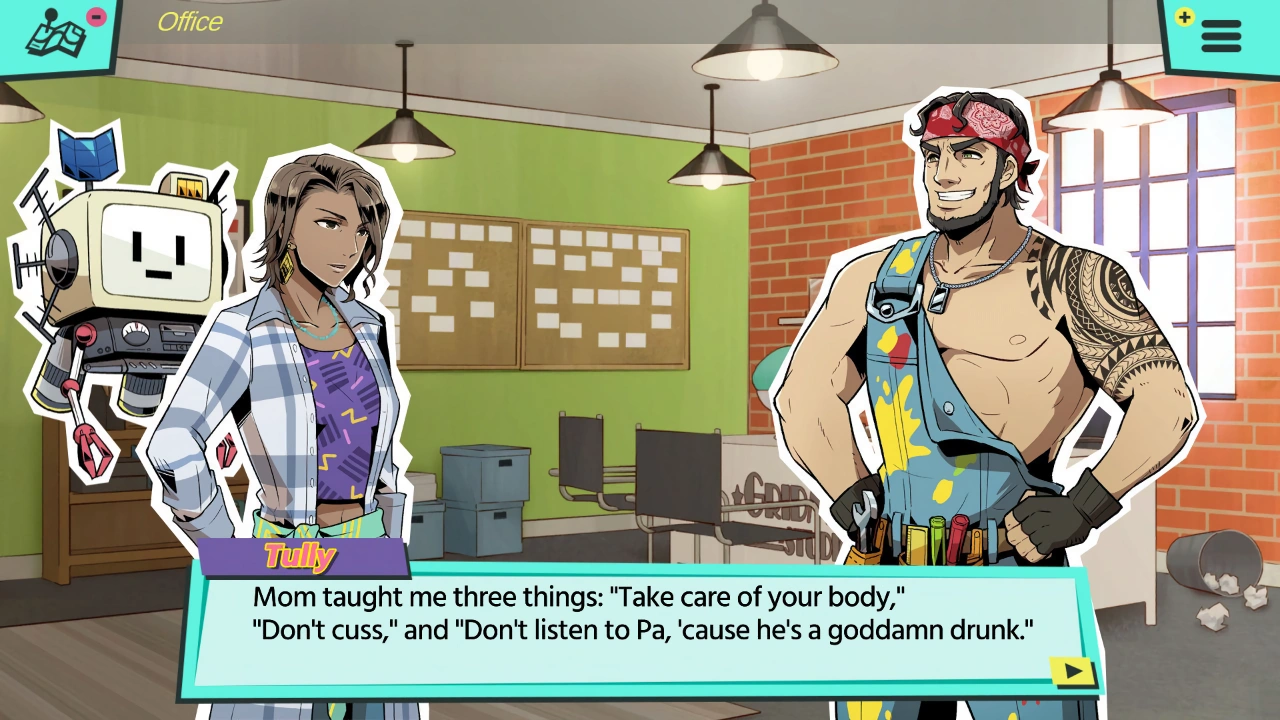 Office
Tully
Mom taught me three things: "Take care of your body,"
"Don't cuss," and "Don't listen to Pa, 'cause he's a goddamn drunk."